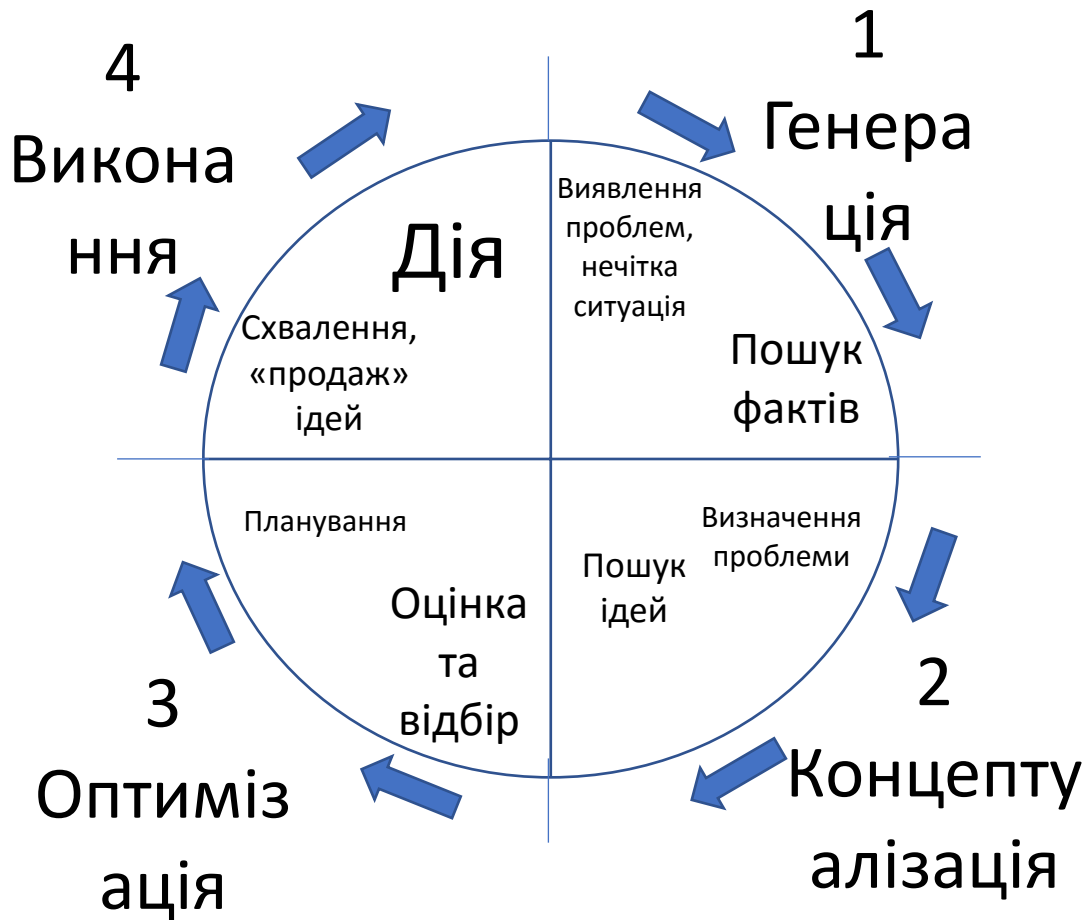 1
Генера
ція
Виявлення
проблем,
нечітка
ситуація
Пошук
фактів
2
Концепту
алізація
Визначення
проблеми
Пошук
ідей
3
Оптиміз
ація
Оцінка
та
відбір
Планування
4
Викона
ння
Схвалення,
«продаж»
ідей
Дія